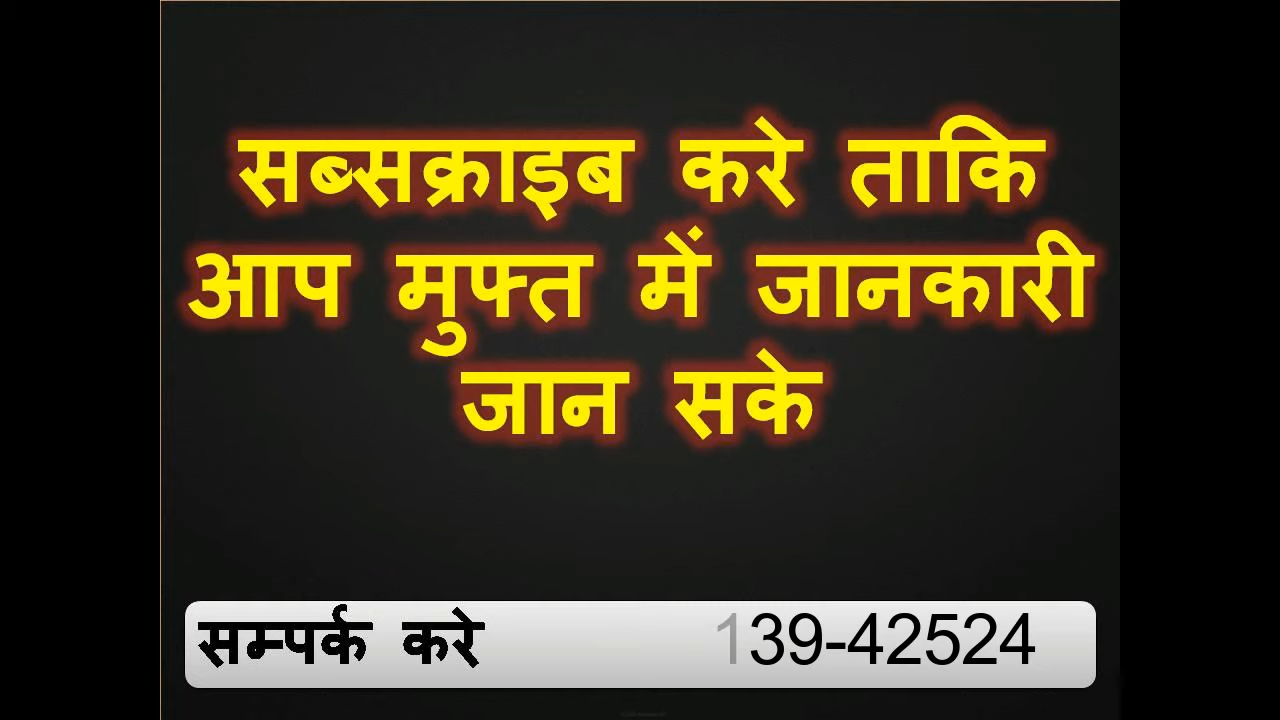 सब्सक्राइब करे ताकि
आप मुफ्त में जानकारी
जान सके
सम्पर्क करे 139-42524